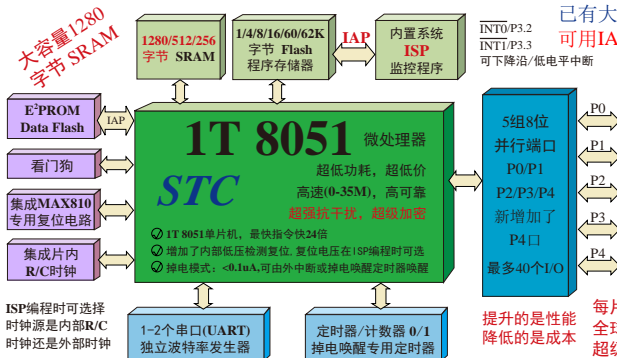 大容量1280
字节 SRAM
1280/512/256
字节 SRAM
1/4/8/16/60/62K
字节 Flash
程序存储器
IAP
内置系统
ISP
监控程序
INT0/P3.2
INT1/P3.3
可下降沿/低电平中断
已有大
可用IA
E²PROM
Data Flash
IAP
看门狗
集成MAX810
专用复位电路
集成片内
R/C时钟
1T 8051 微处理器
STC
超低功耗，超低价
高速(0-35M)，高可靠
超强抗干扰，超级加密
1T 8051单片机，最快指令快24倍
增加了内部低压检测复位, 复位电压在ISP编程时可选
掉电模式：<0.1uA,可由外中断或掉电唤醒定时器唤醒
5组8位
并行端口
P0/P1
P2/P3/P4
新增加了
P4口
最多40个I/O
P0
P1
P2
P3
P4
ISP编程时可选择
时钟源是内部R/C
时钟还是外部时钟
1-2个串口(UART)
独立波特率发生器
定时器/计数器 0/1
掉电唤醒专用定时器
提升的是性能
降低的是成本
每片
全球
超级